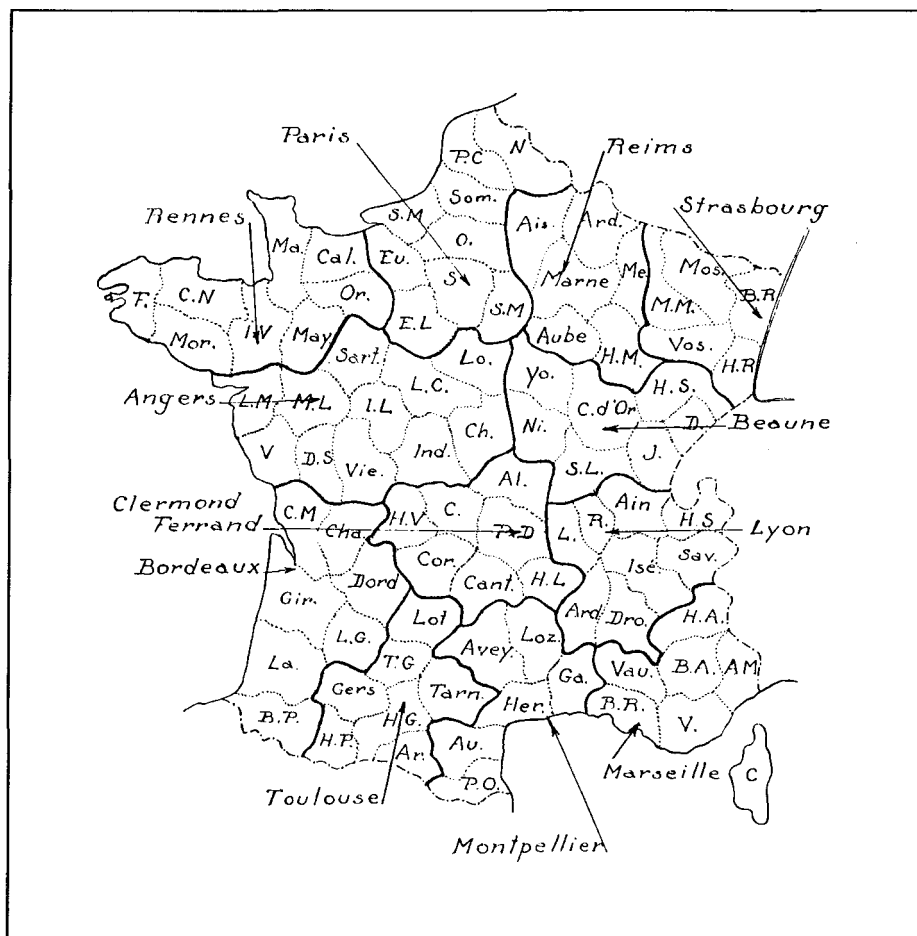 Paris
N
P.C
Reims
Som.
Strasbourg
Rennes
S.M
Ais.
Ard.
Ma.
O.
Cal.
Eu.
Me.
Mos.
F.
C.N
S
Marne
B.R
Or.
M.M.
S.M
E.L
I.V
May
Mor.
Aube
Vos.
H.M.
H.R
Sart.
Lo.
Yo.
H.S.
L.C.
Angers
L.M
M.L
I.L
C.d'Or
D.
Beaune
Ch.
Ni.
V
D.S
Vie.
Ind.
J.
S.L.
Al.
Clermond
Ferrand
C.M
Cha.
H.V
C.
P.D
L.
R.
Ain
H.S.
Lyon
Bordeaux
Cor.
Isé.
Sav.
Dord
Cant.
H.L
Gir.
Lot
Ard
Dro.
H.A.
L.G.
Avey.
Loz.
La.
T.G
Ga.
Vau.
B.A.
A.M
Gers
Tarn.
B.P.
H.G.
Her.
B.R.
V.
H.P.
Ar.
Au.
Marseille
C
P.O.
Toulouse
Montpellier